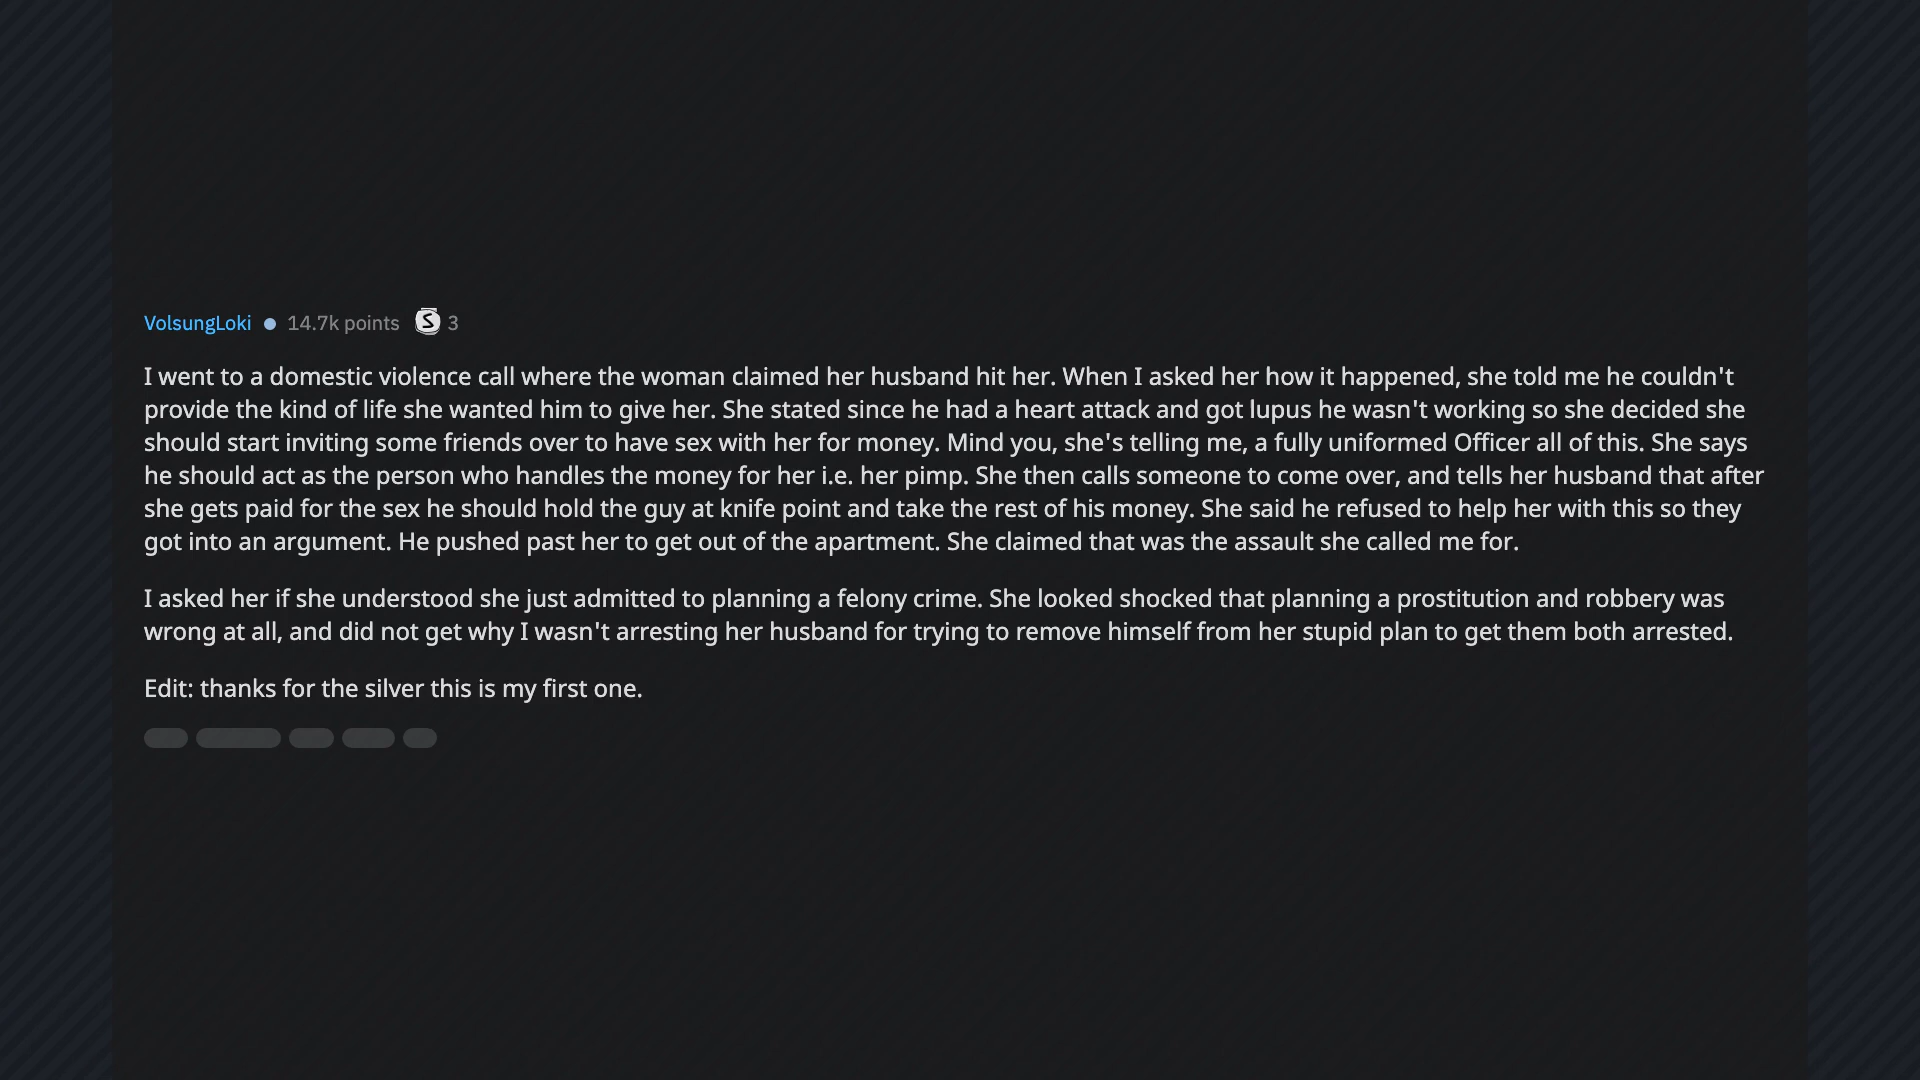 VolsungLoki ● 14.7k points S 3
I went to a domestic violence call where the woman claimed her husband hit her. When I asked her how it happened, she told me he couldn't
provide the kind of life she wanted him to give her. She stated since he had a heart attack and got lupus he wasn't working so she decided she
should start inviting some friends over to have sex with her for money. Mind you, she's telling me, a fully uniformed Officer all of this. She says
he should act as the person who handles the money for her i.e. her pimp. She then calls someone to come over, and tells her husband that after
she gets paid for the sex he should hold the guy at knife point and take the rest of his money. She said he refused to help her with this so they
got into an argument. He pushed past her to get out of the apartment. She claimed that was the assault she called me for.
I asked her if she understood she just admitted to planning a felony crime. She looked shocked that planning a prostitution and robbery was
wrong at all, and did not get why I wasn't arresting her husband for trying to remove himself from her stupid plan to get them both arrested.
Edit: thanks for the silver this is my first one.